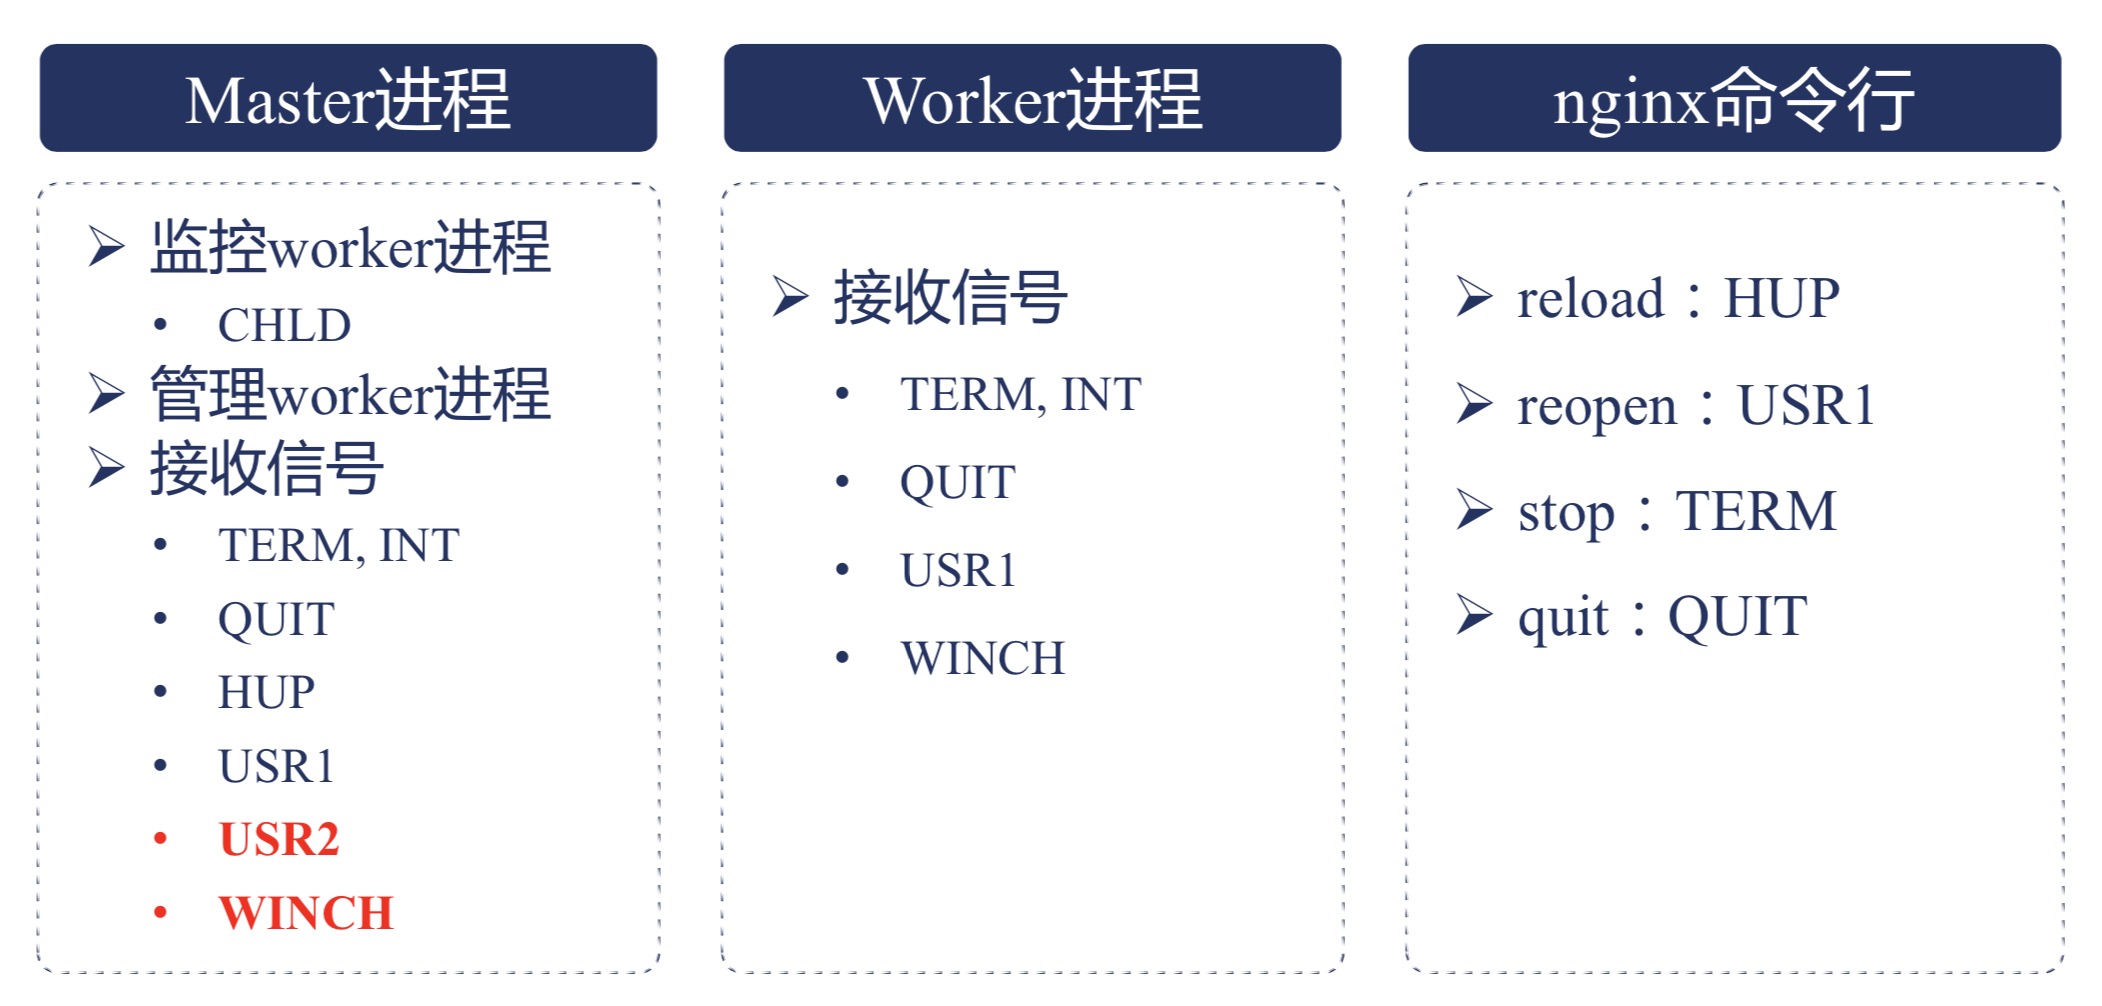 Master进程
监控worker进程
CHLD
管理worker进程
接收信号
TERM, INT
QUIT
HUP
USR1
USR2
WINCH
Worker进程
接收信号
TERM, INT
QUIT
USR1
WINCH
nginx命令行
reload：HUP
reopen：USR1
stop：TERM
quit：QUIT